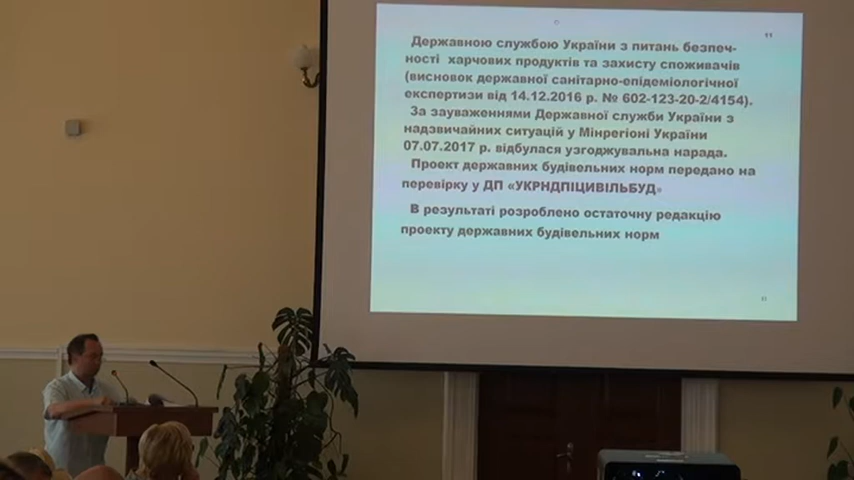 11
Державною службою України з питань безпеч-
ності харчових продуктів та захисту споживачів
(висновок державної санітарно-епідеміологічної
експертизи від 14.12.2016 р. № 602-123-20-2/4154).
За зауваженнями Державної служби України з
надзвичайних ситуацій у Мінрегіоні України
07.07.2017 р. відбулася узгоджувальна нарада.
Проект державних будівельних норм передано на
перевірку у ДП «УКРНДПІЦИВІЛЬБУД»
В результаті розроблено остаточну редакцію
проекту державних будівельних норм
11